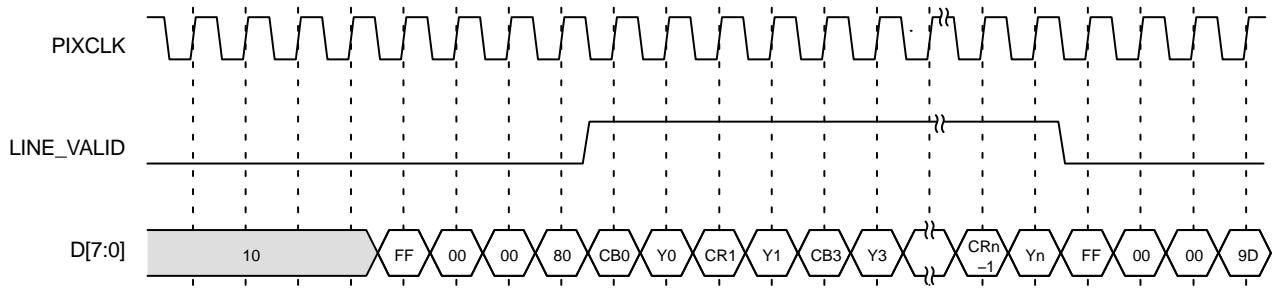 PIXCLK
LINE_VALID
D[7:0]
10 FF 00 00 80 CB0 Y0 CR1 Y1 CB3 Y3 CRn Yn FF 00 00 9D
–1